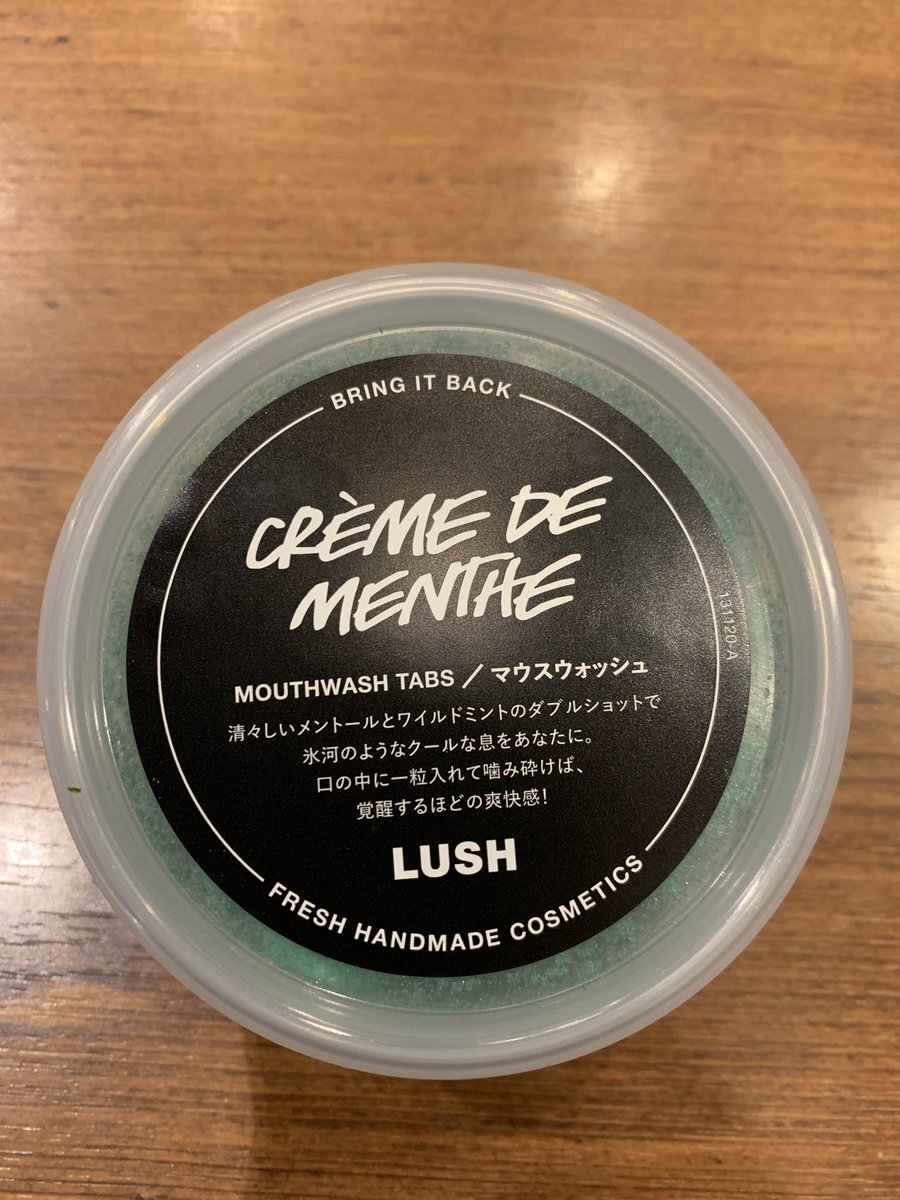 BRING IT BACK
CRÈME DE
MENTHE
MOUTHWASH TABS／マウスウォッシュ
清々しいメントールとワイルドミントのダブルショットで
氷河のようなクールな息をあなたに。
口の中に一粒入れて噛み砕けば、
覚醒するほどの爽快感！
LUSH
FRESH HANDMADE COSMETICS
131120-A